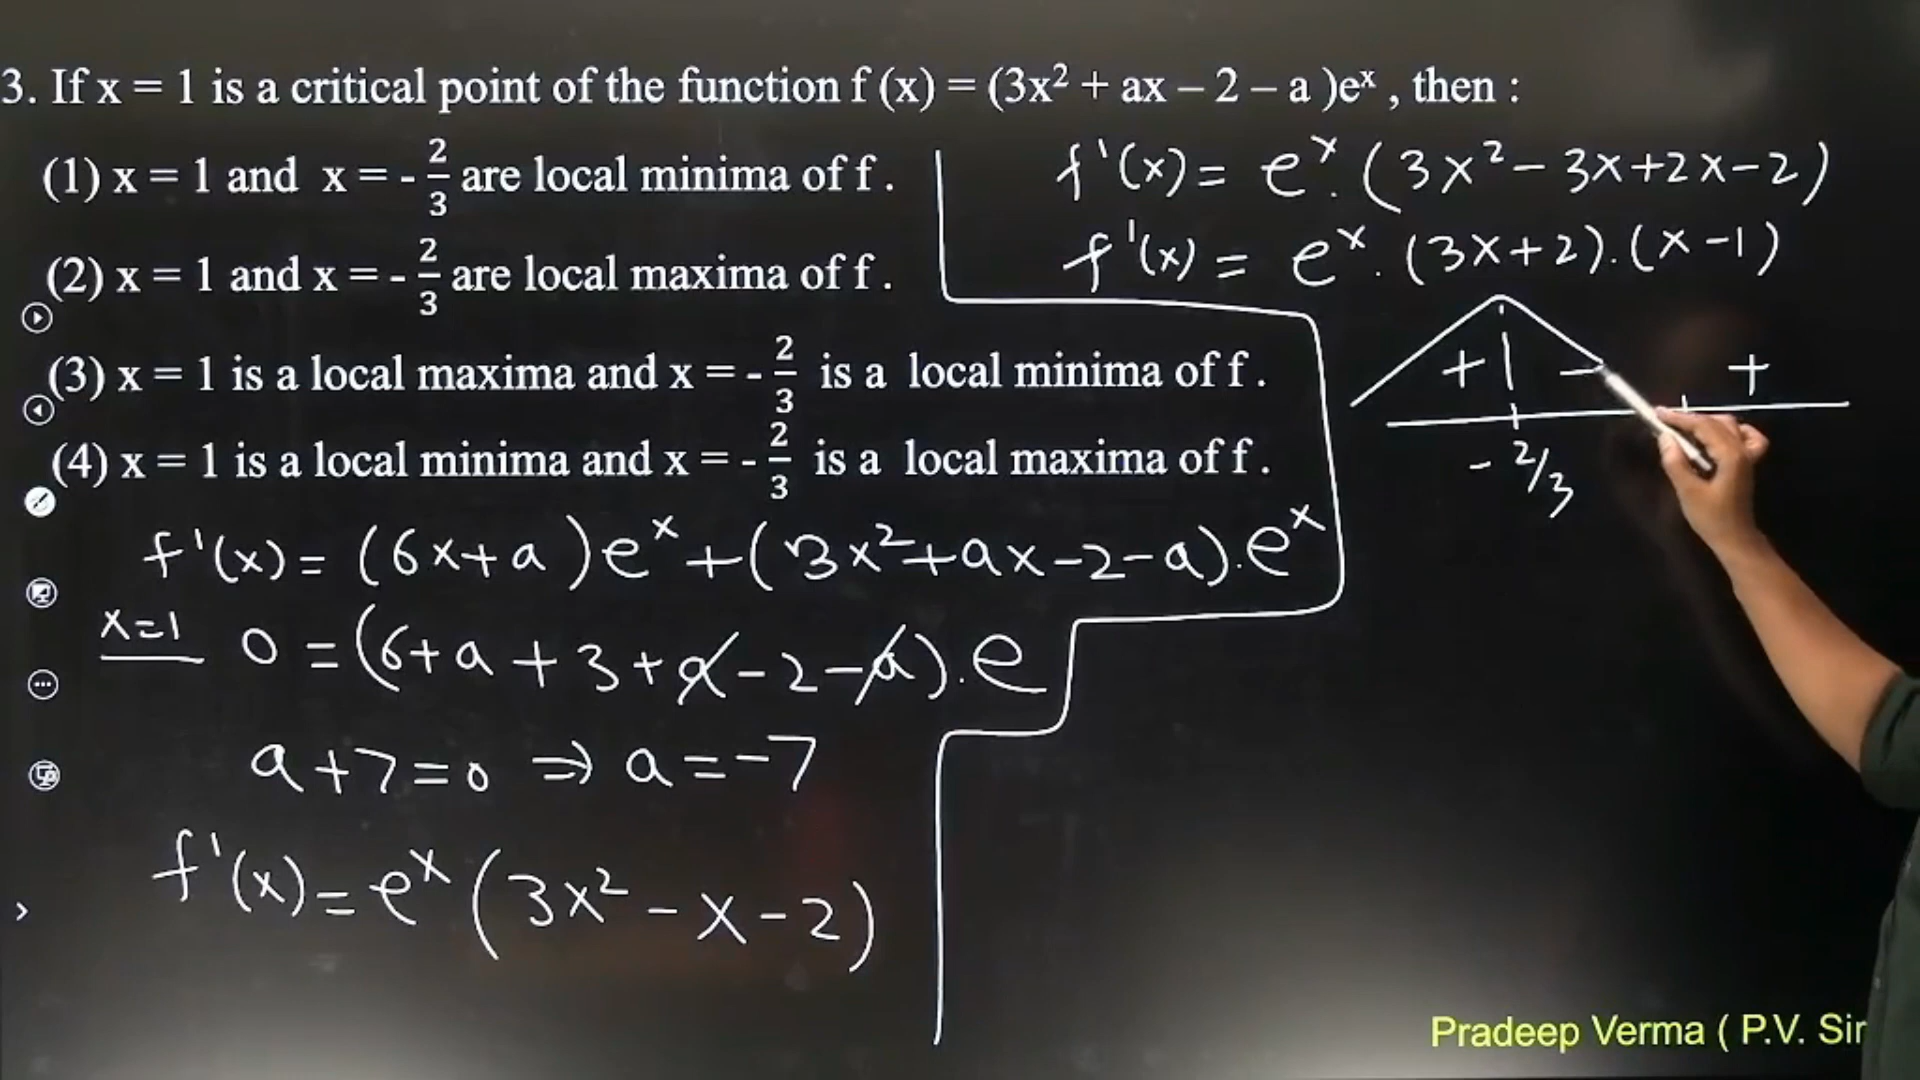 3. If x = 1 is a critical point of the function f (x) = (3x² + ax – 2 – a )eˣ , then :
(1) x = 1 and x = - 2/3 are local minima of f .
(2) x = 1 and x = - 2/3 are local maxima of f .
(3) x = 1 is a local maxima and x = - 2/3 is a local minima of f .
(4) x = 1 is a local minima and x = - 2/3 is a local maxima of f .
f'(x) = (6x+a)eˣ+(3x²+ax-2-a).eˣ
x=1 0 = (6+a+3+a-2-a).e
a+7=0 ⇒ a=-7
f'(x)=eˣ(3x²-x-2)
f'(x)= eˣ.(3x²-3x+2x-2)
f'(x) = eˣ.(3x+2).(x-1)
+ - +
-2/3
Pradeep Verma ( P.V. Sir